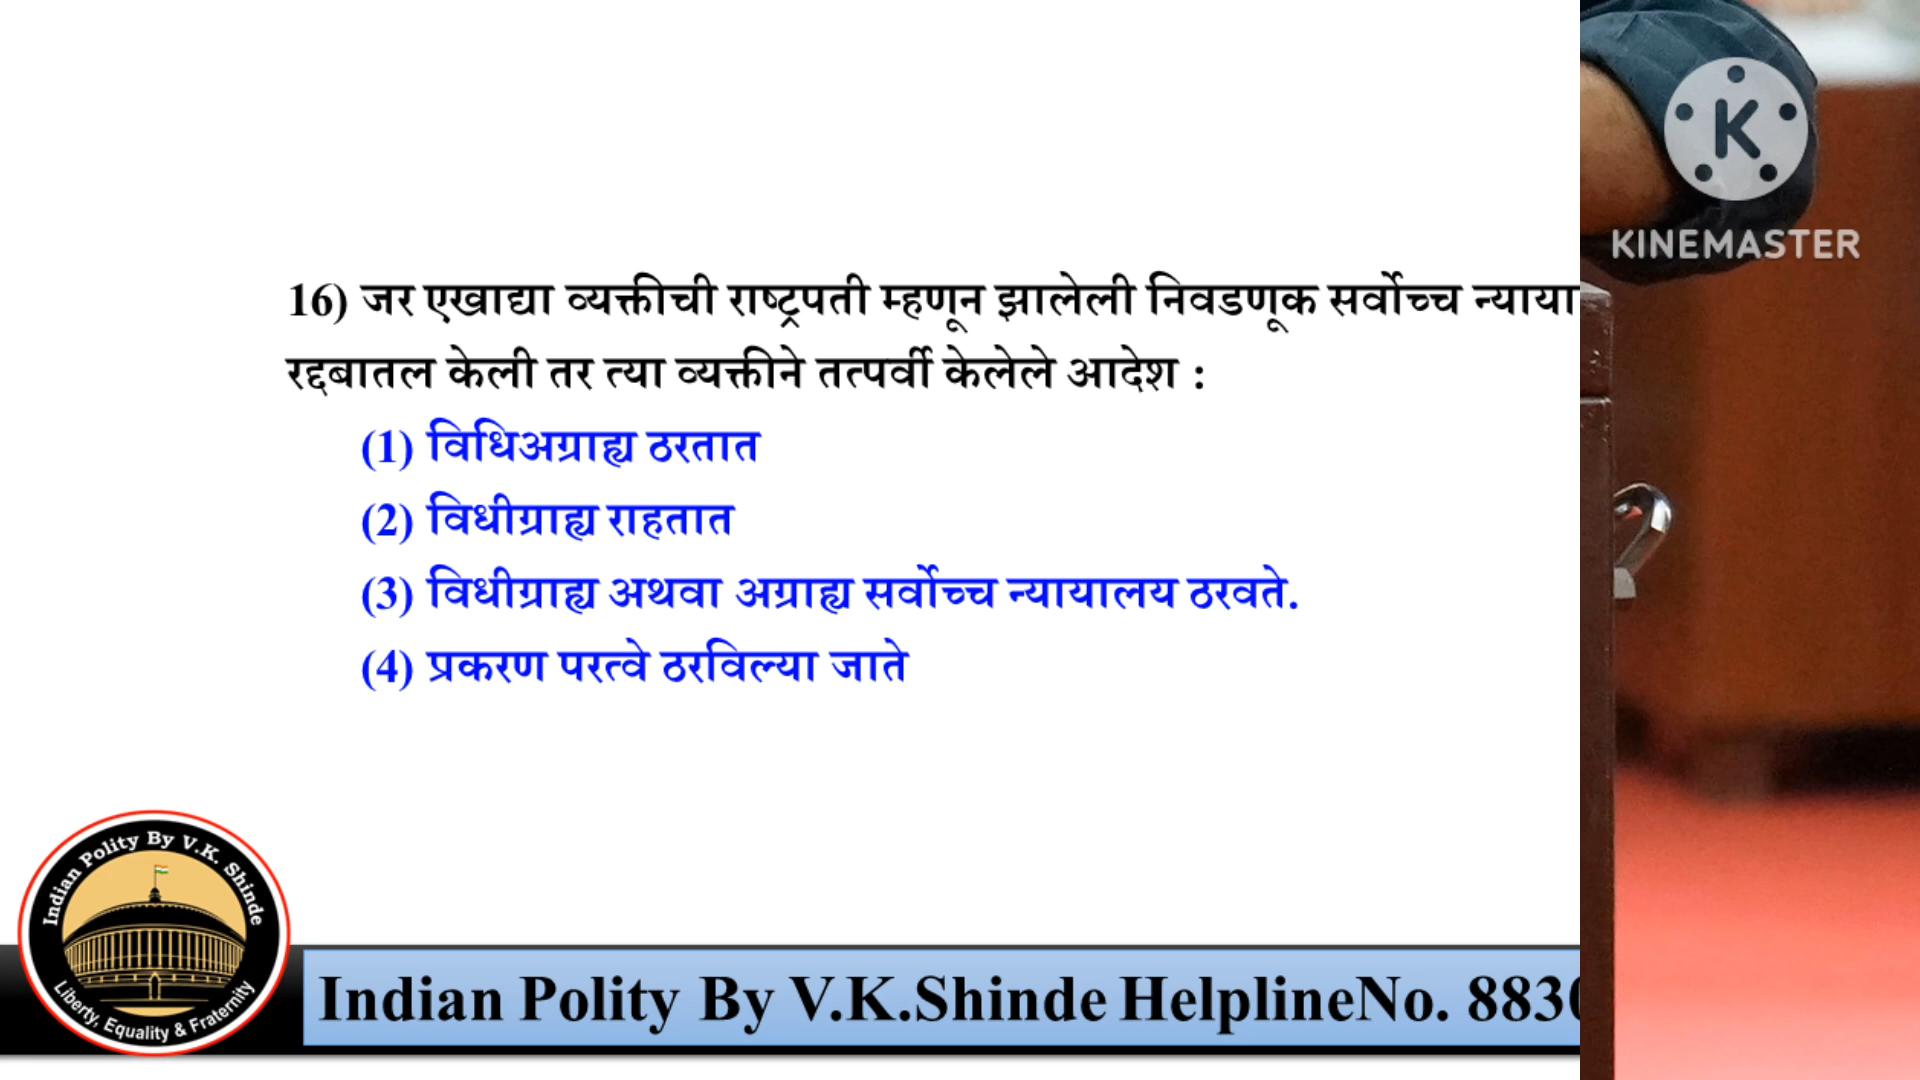 KINEMASTER
16) जर एखाद्या व्यक्तीची राष्ट्रपती म्हणून झालेली निवडणूक सर्वोच्च न्याया
रद्दबातल केली तर त्या व्यक्तीने तत्पर्वी केलेले आदेश :
(1) विधिअग्राह्य ठरतात
(2) विधीग्राह्य राहतात
(3) विधीग्राह्य अथवा अग्राह्य सर्वोच्च न्यायालय ठरवते.
(4) प्रकरण परत्वे ठरविल्या जाते
Indian Polity By V.K. Shinde
Liberty, Equality & Fraternity
Indian Polity By V.K.Shinde HelplineNo. 883